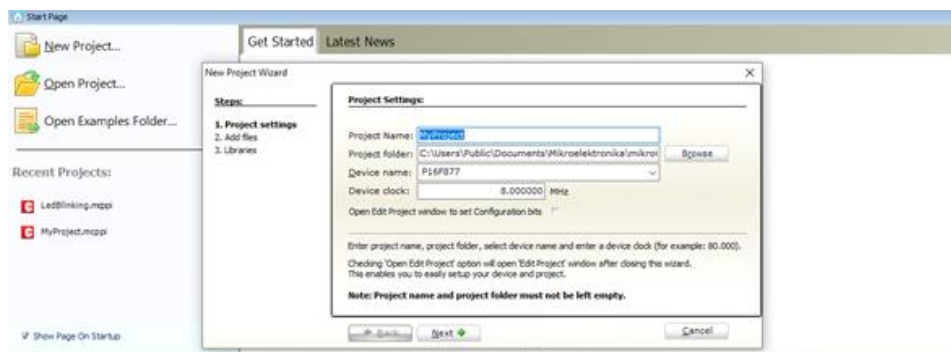 Start Page
New Project...
Open Project...
Open Examples Folder...
Recent Projects:
LedBlinking.mcppi
MyProject.mcppi
Show Page On Startup
Get Started
Latest News
New Project Wizard
Steps:
1. Project settings
2. Add files
3. Libraries
Project Settings:
Project Name: MyProject
Project folder: C:\Users\Public\Documents\Mikroelektronika\mikro
Browse
Device name: P16F877
Device clock: 8.000000 MHz
Open Edit Project window to set Configuration bits
Enter project name, project folder, select device name and enter a device clock (for example: 80.000).
Checking 'Open Edit Project' option will open 'Edit Project' window after closing this wizard.
This enables you to easily setup your device and project.
Note: Project name and project folder must not be left empty.
Back
Next
Cancel